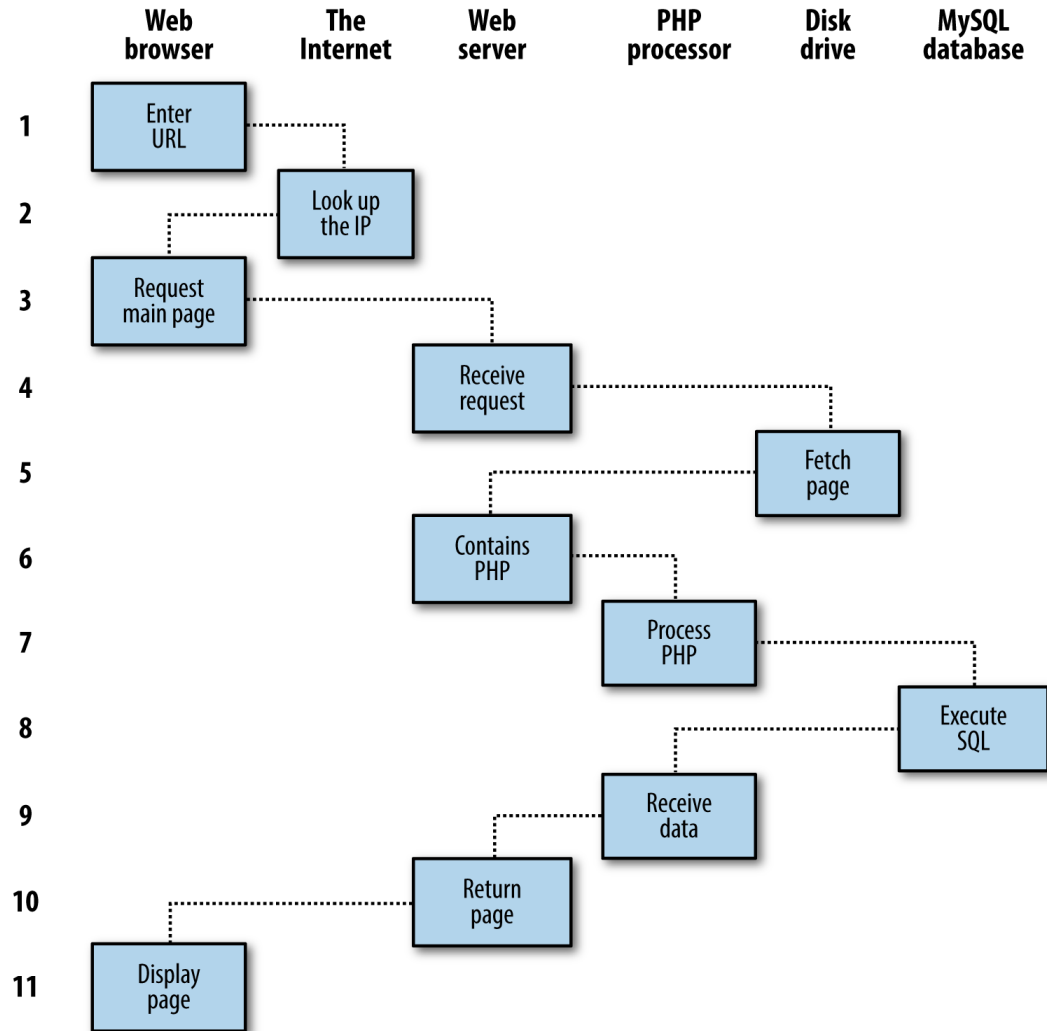 Web
browser
The
Internet
Web
server
PHP
processor
Disk
drive
MySQL
database
1
Enter
URL
2
Look up
the IP
3
Request
main page
4
Receive
request
5
Fetch
page
6
Contains
PHP
7
Process
PHP
8
Execute
SQL
9
Receive
data
10
Return
page
11
Display
page